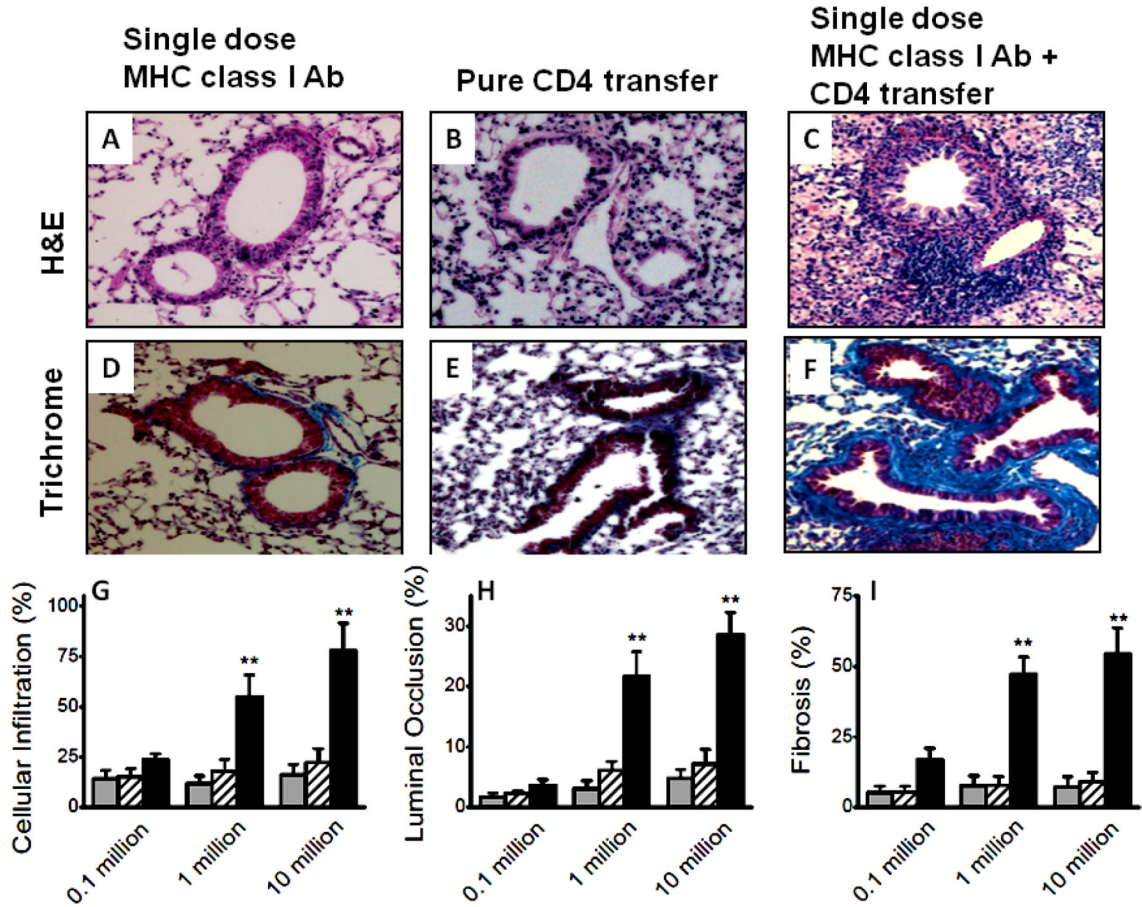 Single dose
MHC class I Ab
Pure CD4 transfer
Single dose
MHC class I Ab +
CD4 transfer
H&E
A
B
C
Trichrome
D
E
F
G
Cellular Infiltration (%)
100
75
50
25
0
**
**
0.1 million
1 million
10 million
H
Luminal Occlusion (%)
30
20
10
0
**
**
0.1 million
1 million
10 million
I
Fibrosis (%)
75
50
25
0
**
**
0.1 million
1 million
10 million